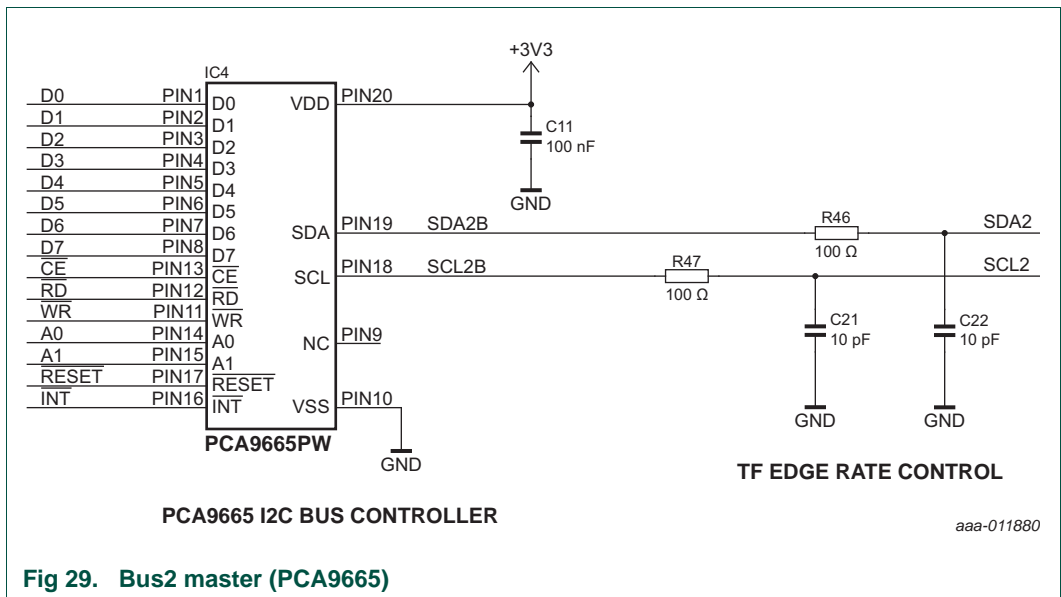 +3V3
IC4
D0 PIN1 D0 VDD PIN20
D1 PIN2 D1
D2 PIN3 D2
D3 PIN4 D3
D4 PIN5 D4
D5 PIN6 D5
D6 PIN7 D6
D7 PIN8 D7
CE PIN13 CE
RD PIN12 RD
WR PIN11 WR
A0 PIN14 A0
A1 PIN15 A1
RESET PIN17 RESET
INT PIN16 INT
C11
100 nF
GND
SDA PIN19 SDA2B R46 SDA2
100 Ω
SCL PIN18 SCL2B R47 SCL2
100 Ω
C21
10 pF
C22
10 pF
NC PIN9
VSS PIN10
GND
GND
GND
PCA9665PW
TF EDGE RATE CONTROL
PCA9665 I2C BUS CONTROLLER
aaa-011880
Fig 29. Bus2 master (PCA9665)